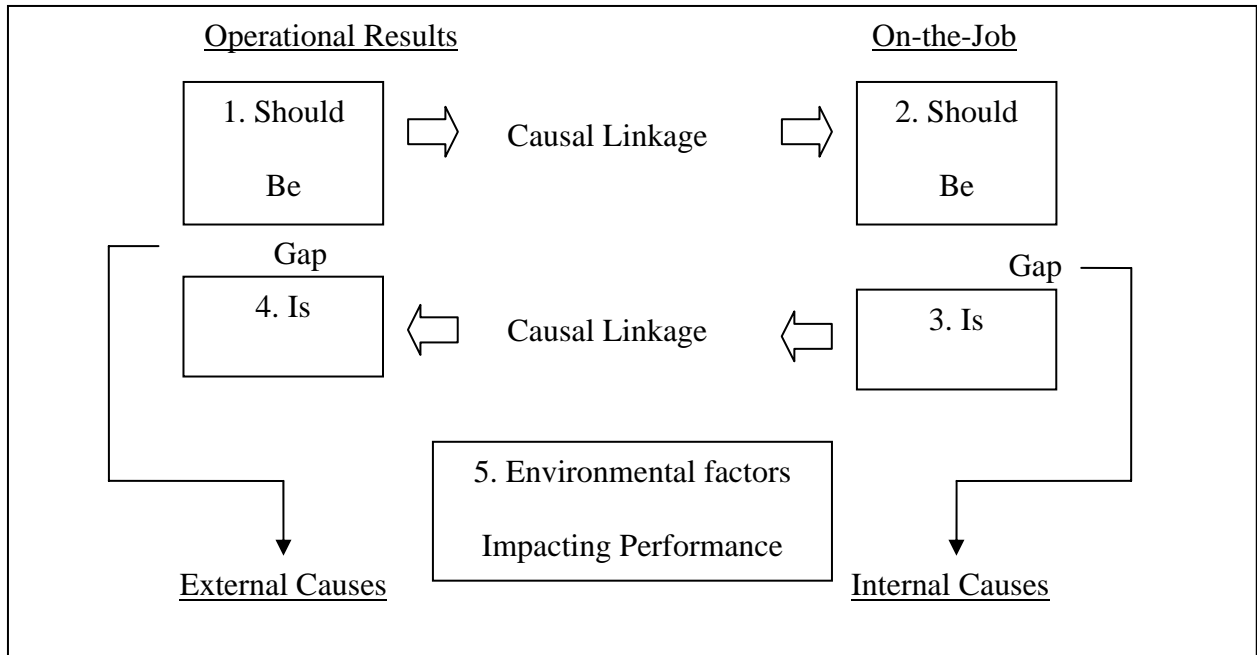 Operational Results On-the-Job
1. Should Causal Linkage 2. Should
Be Be
Gap Gap
4. Is Causal Linkage 3. Is
5. Environmental factors
Impacting Performance
External Causes Internal Causes